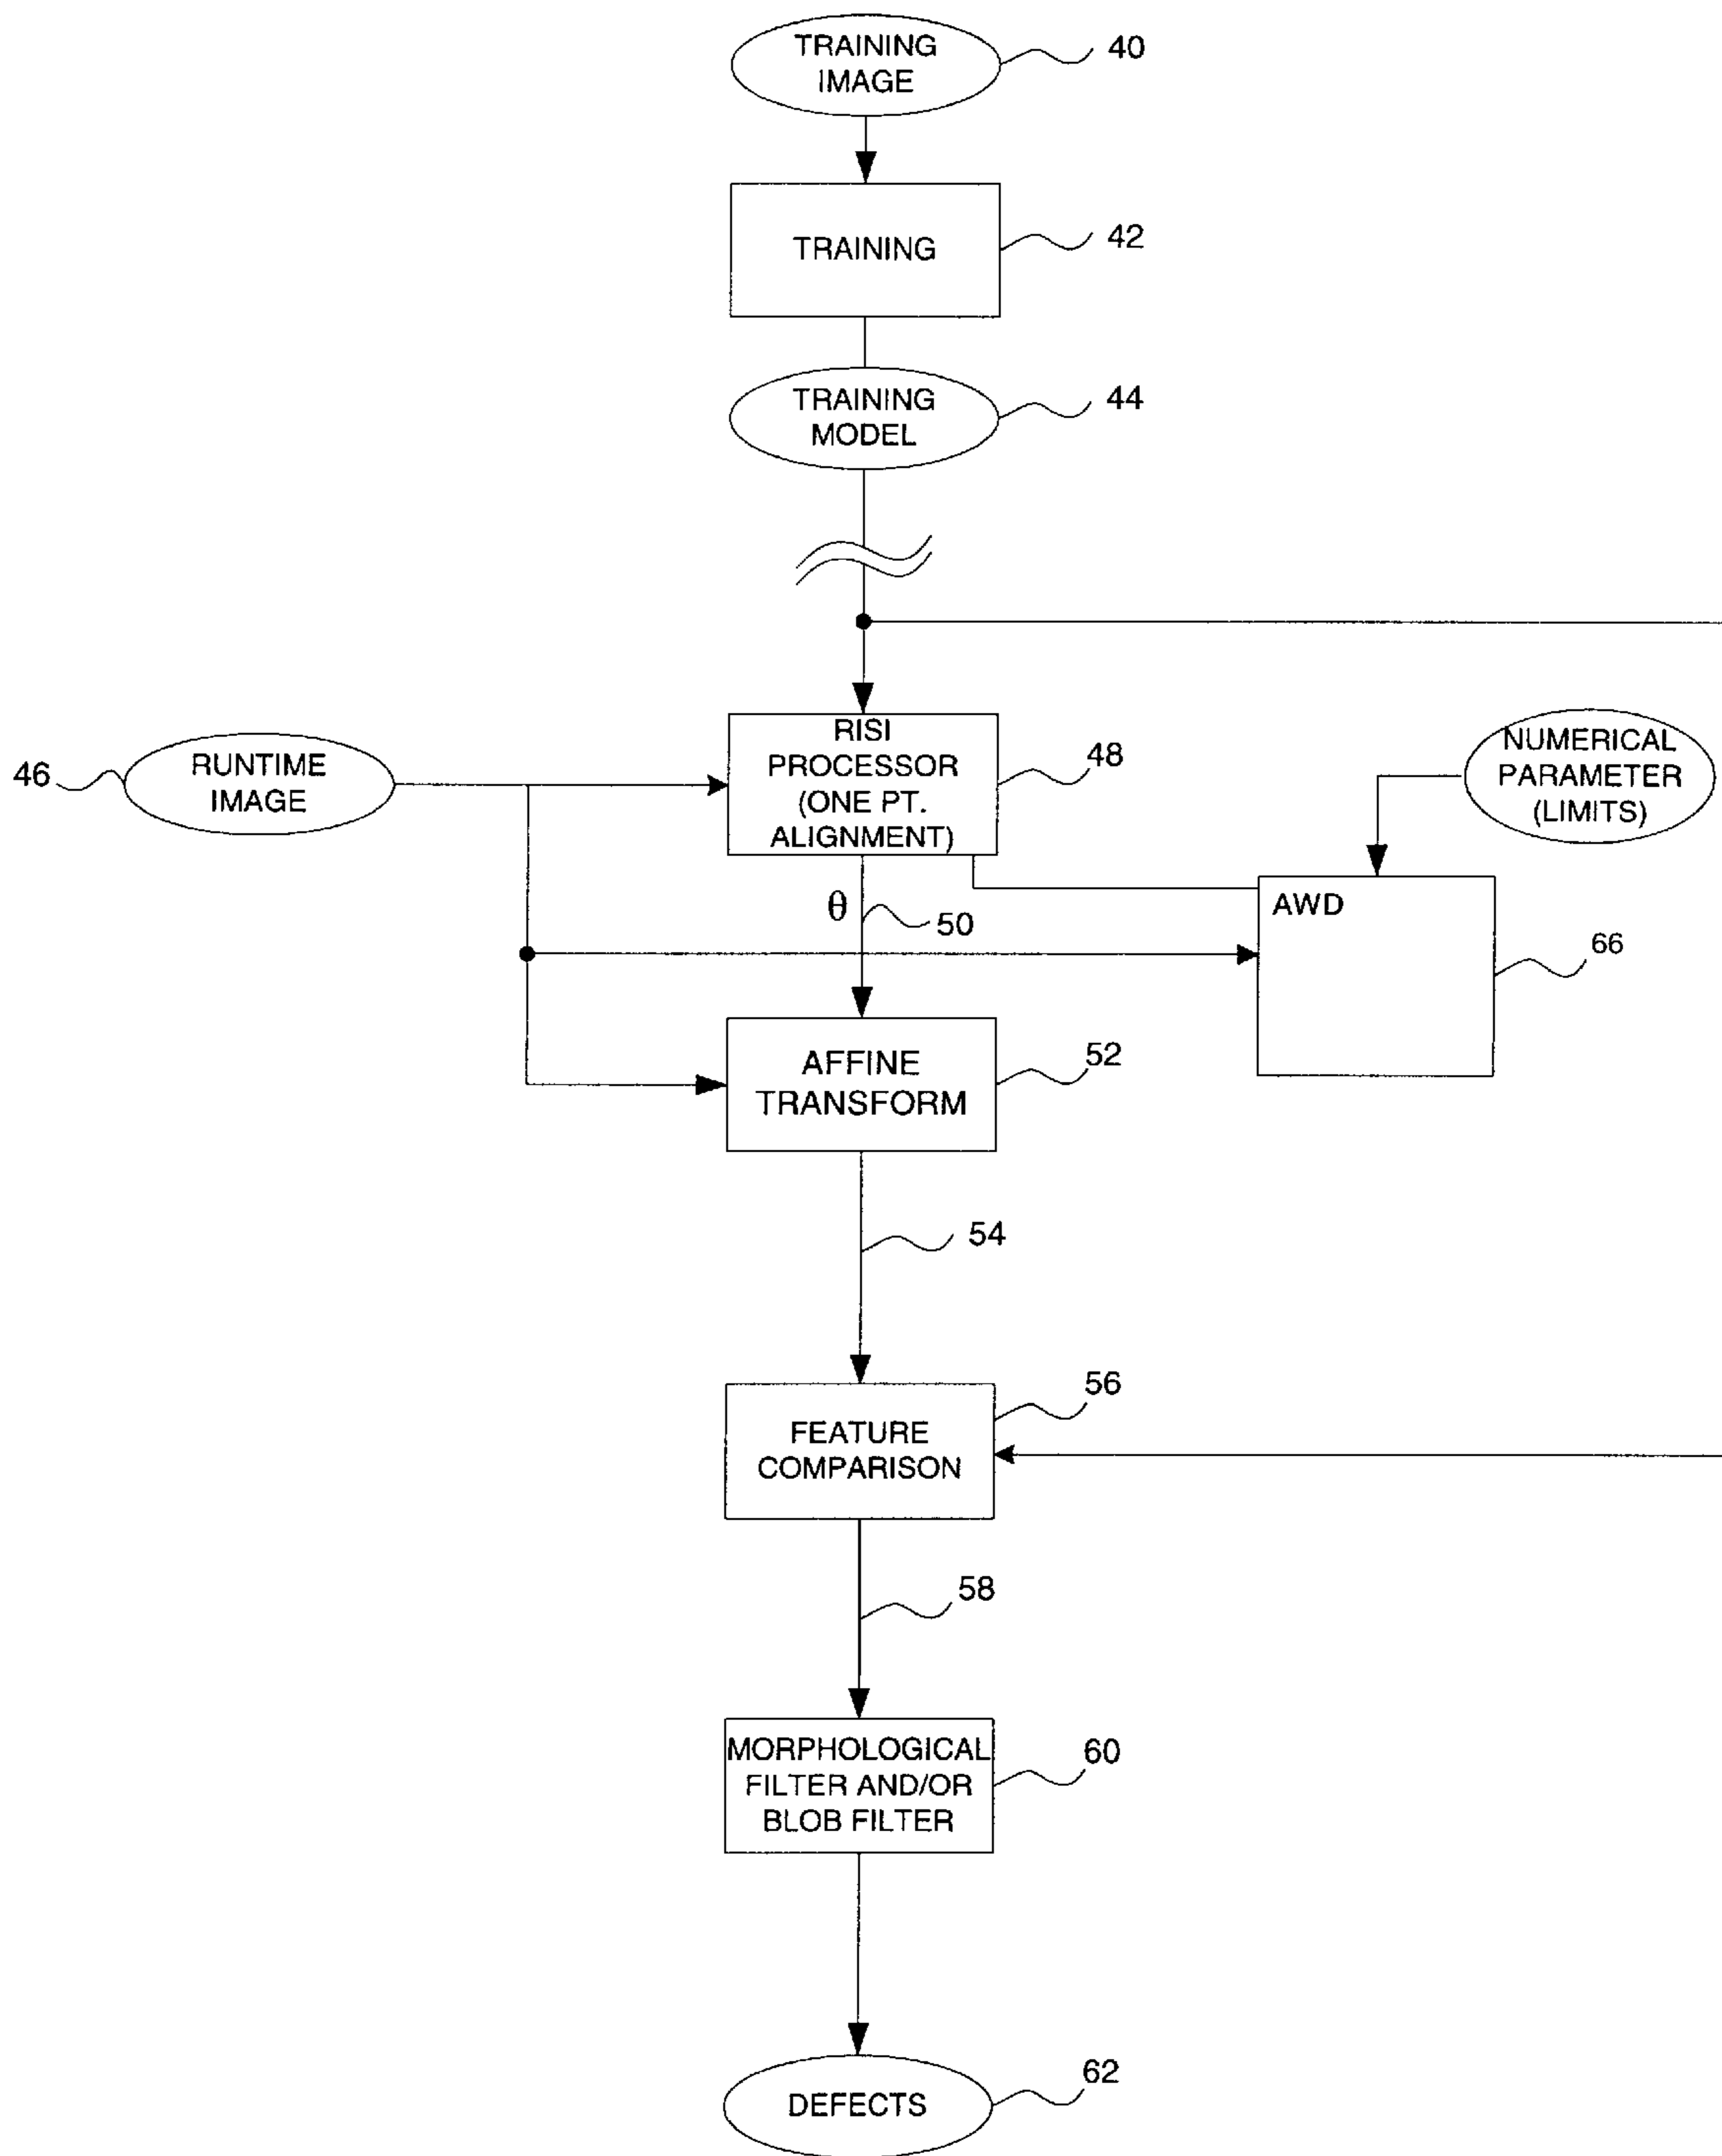 TRAINING
IMAGE
40
TRAINING
42
TRAINING
MODEL
44
46
RUNTIME
IMAGE
RISI
PROCESSOR
(ONE PT.
ALIGNMENT)
48
NUMERICAL
PARAMETER
(LIMITS)
θ
50
AWD
66
AFFINE
TRANSFORM
52
54
FEATURE
COMPARISON
56
58
MORPHOLOGICAL
FILTER AND/OR
BLOB FILTER
60
DEFECTS
62